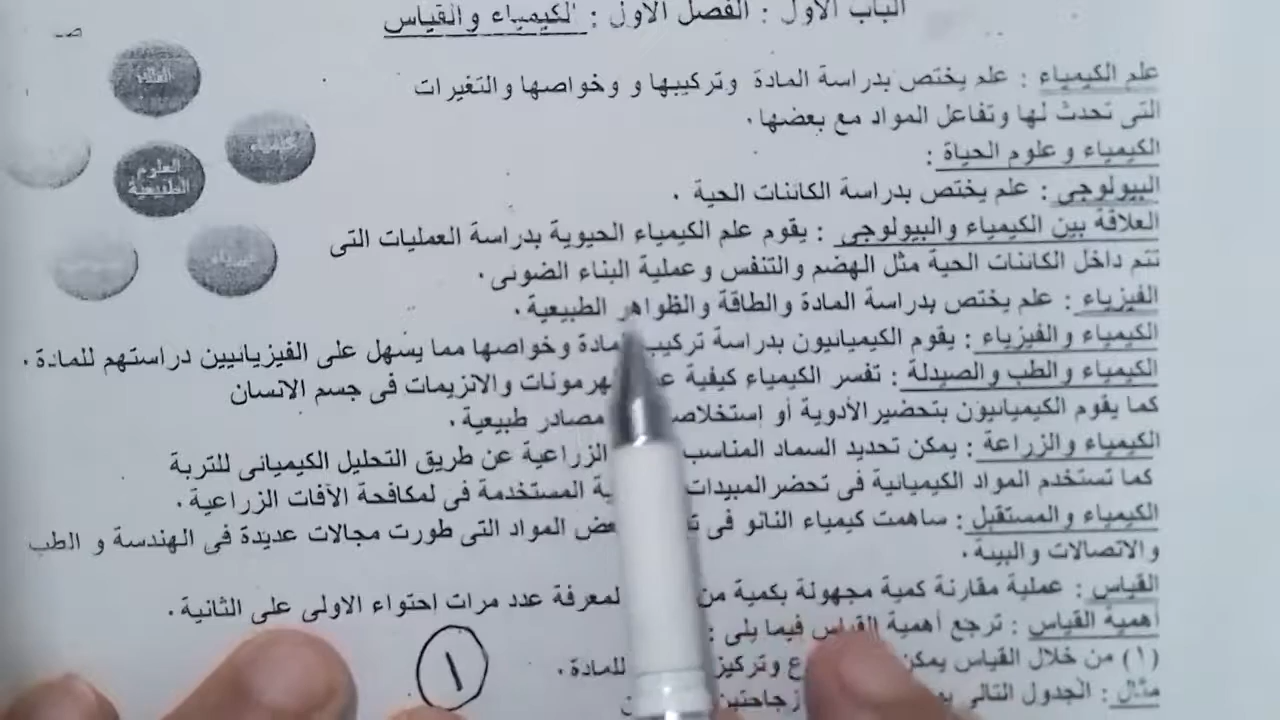 الباب الأول : الفصل الأول : الكيمياء والقياس
علم الكيمياء : علم يختص بدراسة المادة وتركيبها و وخواصها والتغيرات
التى تحدث لها وتفاعل المواد مع بعضها.
الكيمياء وعلوم الحياة :
البيولوجى : علم يختص بدراسة الكائنات الحية .
العلاقة بين الكيمياء والبيولوجى : يقوم علم الكيمياء الحيوية بدراسة العمليات التى
تتم داخل الكائنات الحية مثل الهضم والتنفس وعملية البناء الضوئى.
الفيزياء : علم يختص بدراسة المادة والطاقة والظواهر الطبيعية.
الكيمياء والفيزياء : يقوم الكيميائيون بدراسة تركيب المادة وخواصها مما يسهل على الفيزيائيين دراستهم للمادة.
الكيمياء والطب والصيدلة : تفسر الكيمياء كيفية الهرمونات والانزيمات فى جسم الانسان
كما يقوم الكيميائيون بتحضير الأدوية أو إستخلاصها مصادر طبيعية.
الكيمياء والزراعة : يمكن تحديد السماد المناسب الزراعية عن طريق التحليل الكيميائى للتربة
كما تستخدم المواد الكيميائية فى تحضر المبيدات المستخدمة فى لمكافحة الآفات الزراعية.
الكيمياء والمستقبل : ساهمت كيمياء النانو فى بعض المواد التى طورت مجالات عديدة فى الهندسة و الطب
والاتصالات والبيئة.
القياس : عملية مقارنة كمية مجهولة بكمية من لمعرفة عدد مرات احتواء الاولى على الثانية.
أهمية القياس : ترجع أهمية القياس فيما يلى :
(١) من خلال القياس يمكن وتركيز للمادة.
مثال : الجدول التالى زجاجتين
١
العلوم
الطبيعية
كيمياء
فيزياء